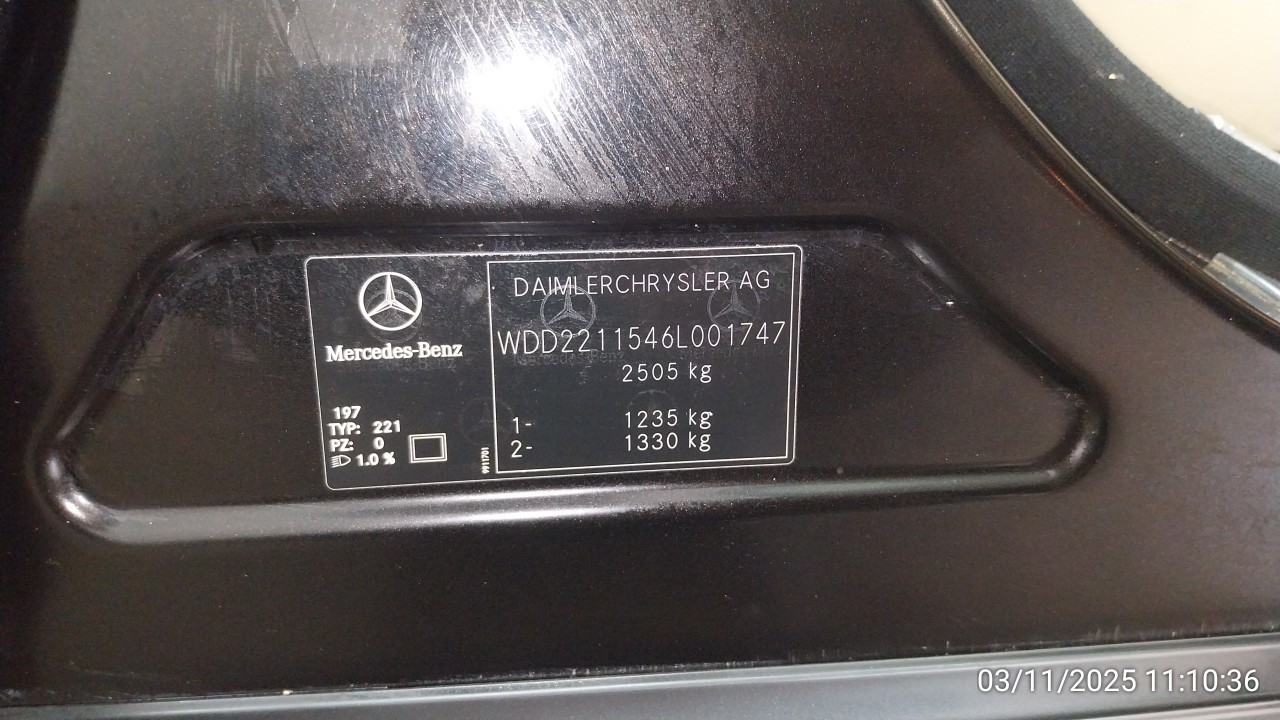 Mercedes-Benz
197
TYP: 221
PZ: 0
1.0 %
9911701
DAIMLERCHRYSLER AG
WDD2211546L001747
2505 kg
1- 1235 kg
2- 1330 kg
03/11/2025 11:10:36